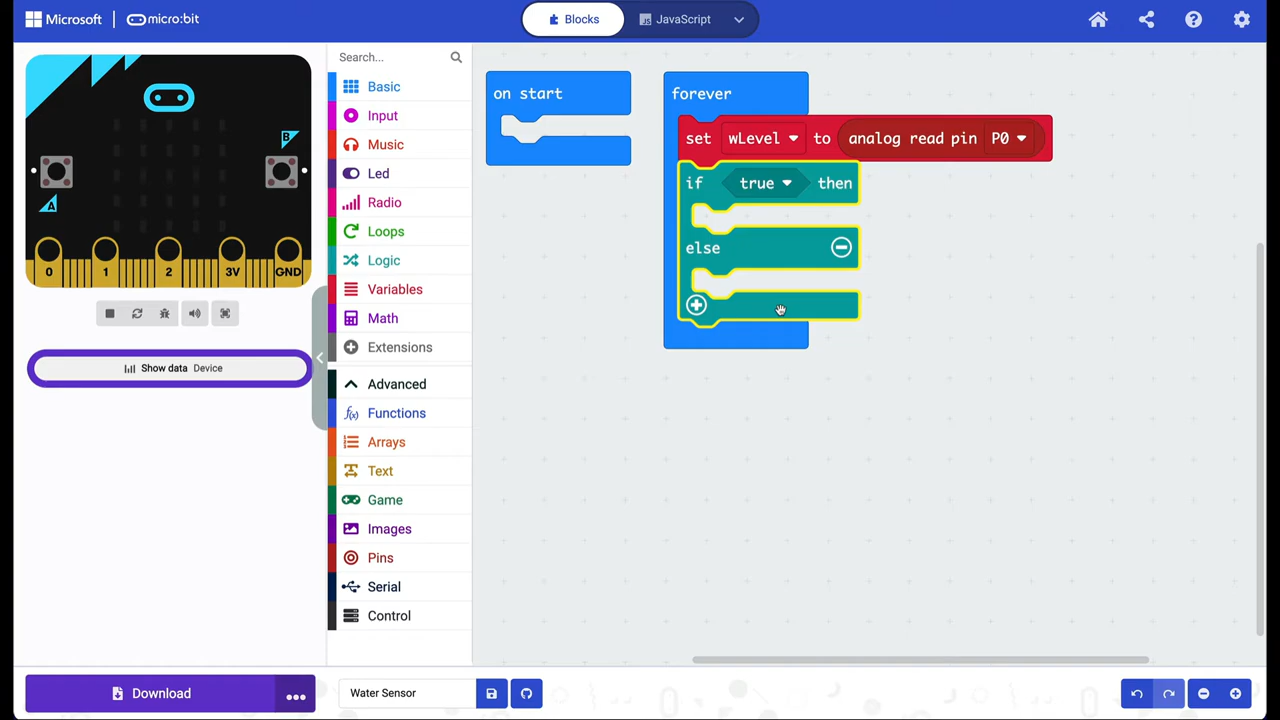 Microsoft micro:bit Blocks JavaScript
Search...
Basic
Input
Music
Led
Radio
Loops
Logic
Variables
Math
Extensions
Advanced
Functions
Arrays
Text
Game
Images
Pins
Serial
Control
B
A
0 1 2 3V GND
Show data Device
on start
forever
set wLevel to analog read pin P0
if true then
else
Download ... Water Sensor